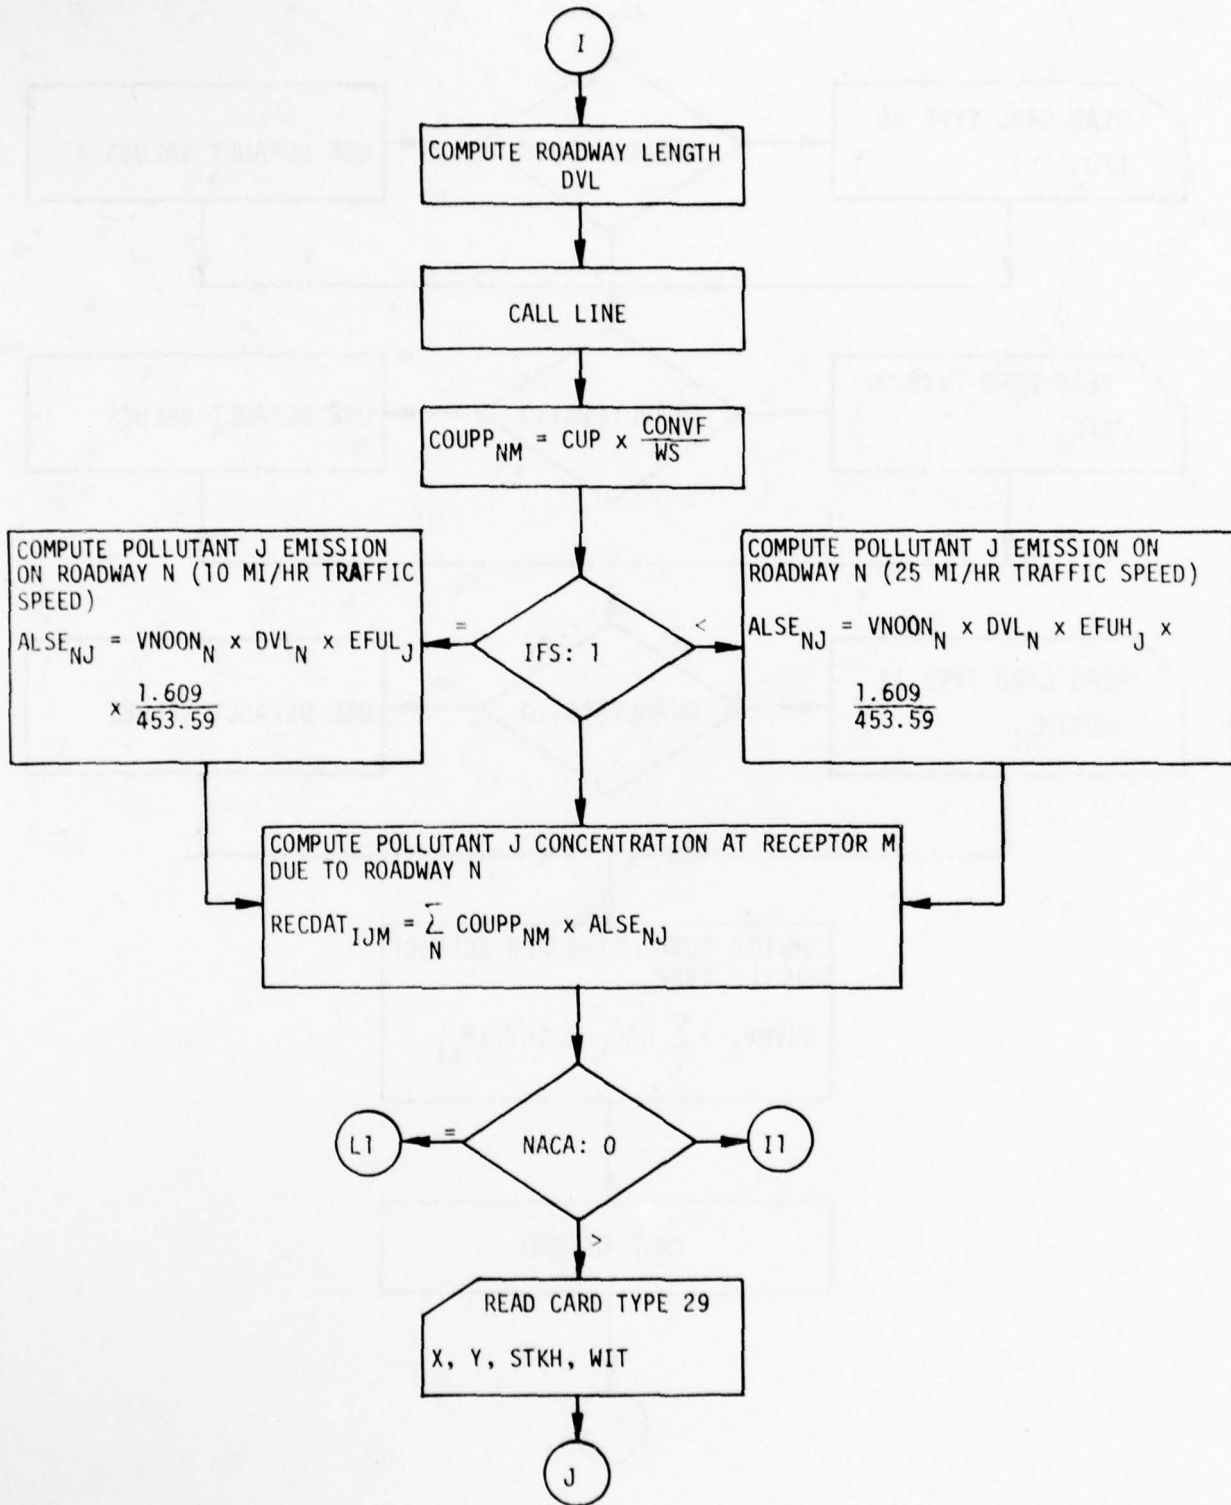 I
COMPUTE ROADWAY LENGTH
DVL
CALL LINE
COUPP_NM = CUP x CONVF/WS
COMPUTE POLLUTANT J EMISSION
ON ROADWAY N (10 MI/HR TRAFFIC
SPEED)
ALSE_NJ = VNOON_N x DVL_N x EFUL_J
x 1.609/453.59
=
IFS: 1
<
COMPUTE POLLUTANT J EMISSION ON
ROADWAY N (25 MI/HR TRAFFIC SPEED)
ALSE_NJ = VNOON_N x DVL_N x EFUH_J x
1.609/453.59
COMPUTE POLLUTANT J CONCENTRATION AT RECEPTOR M
DUE TO ROADWAY N
RECDAT_IJM = Σ_N COUPP_NM x ALSE_NJ
L1
=
NACA: 0
I1
>
READ CARD TYPE 29
X, Y, STKH, WIT
J